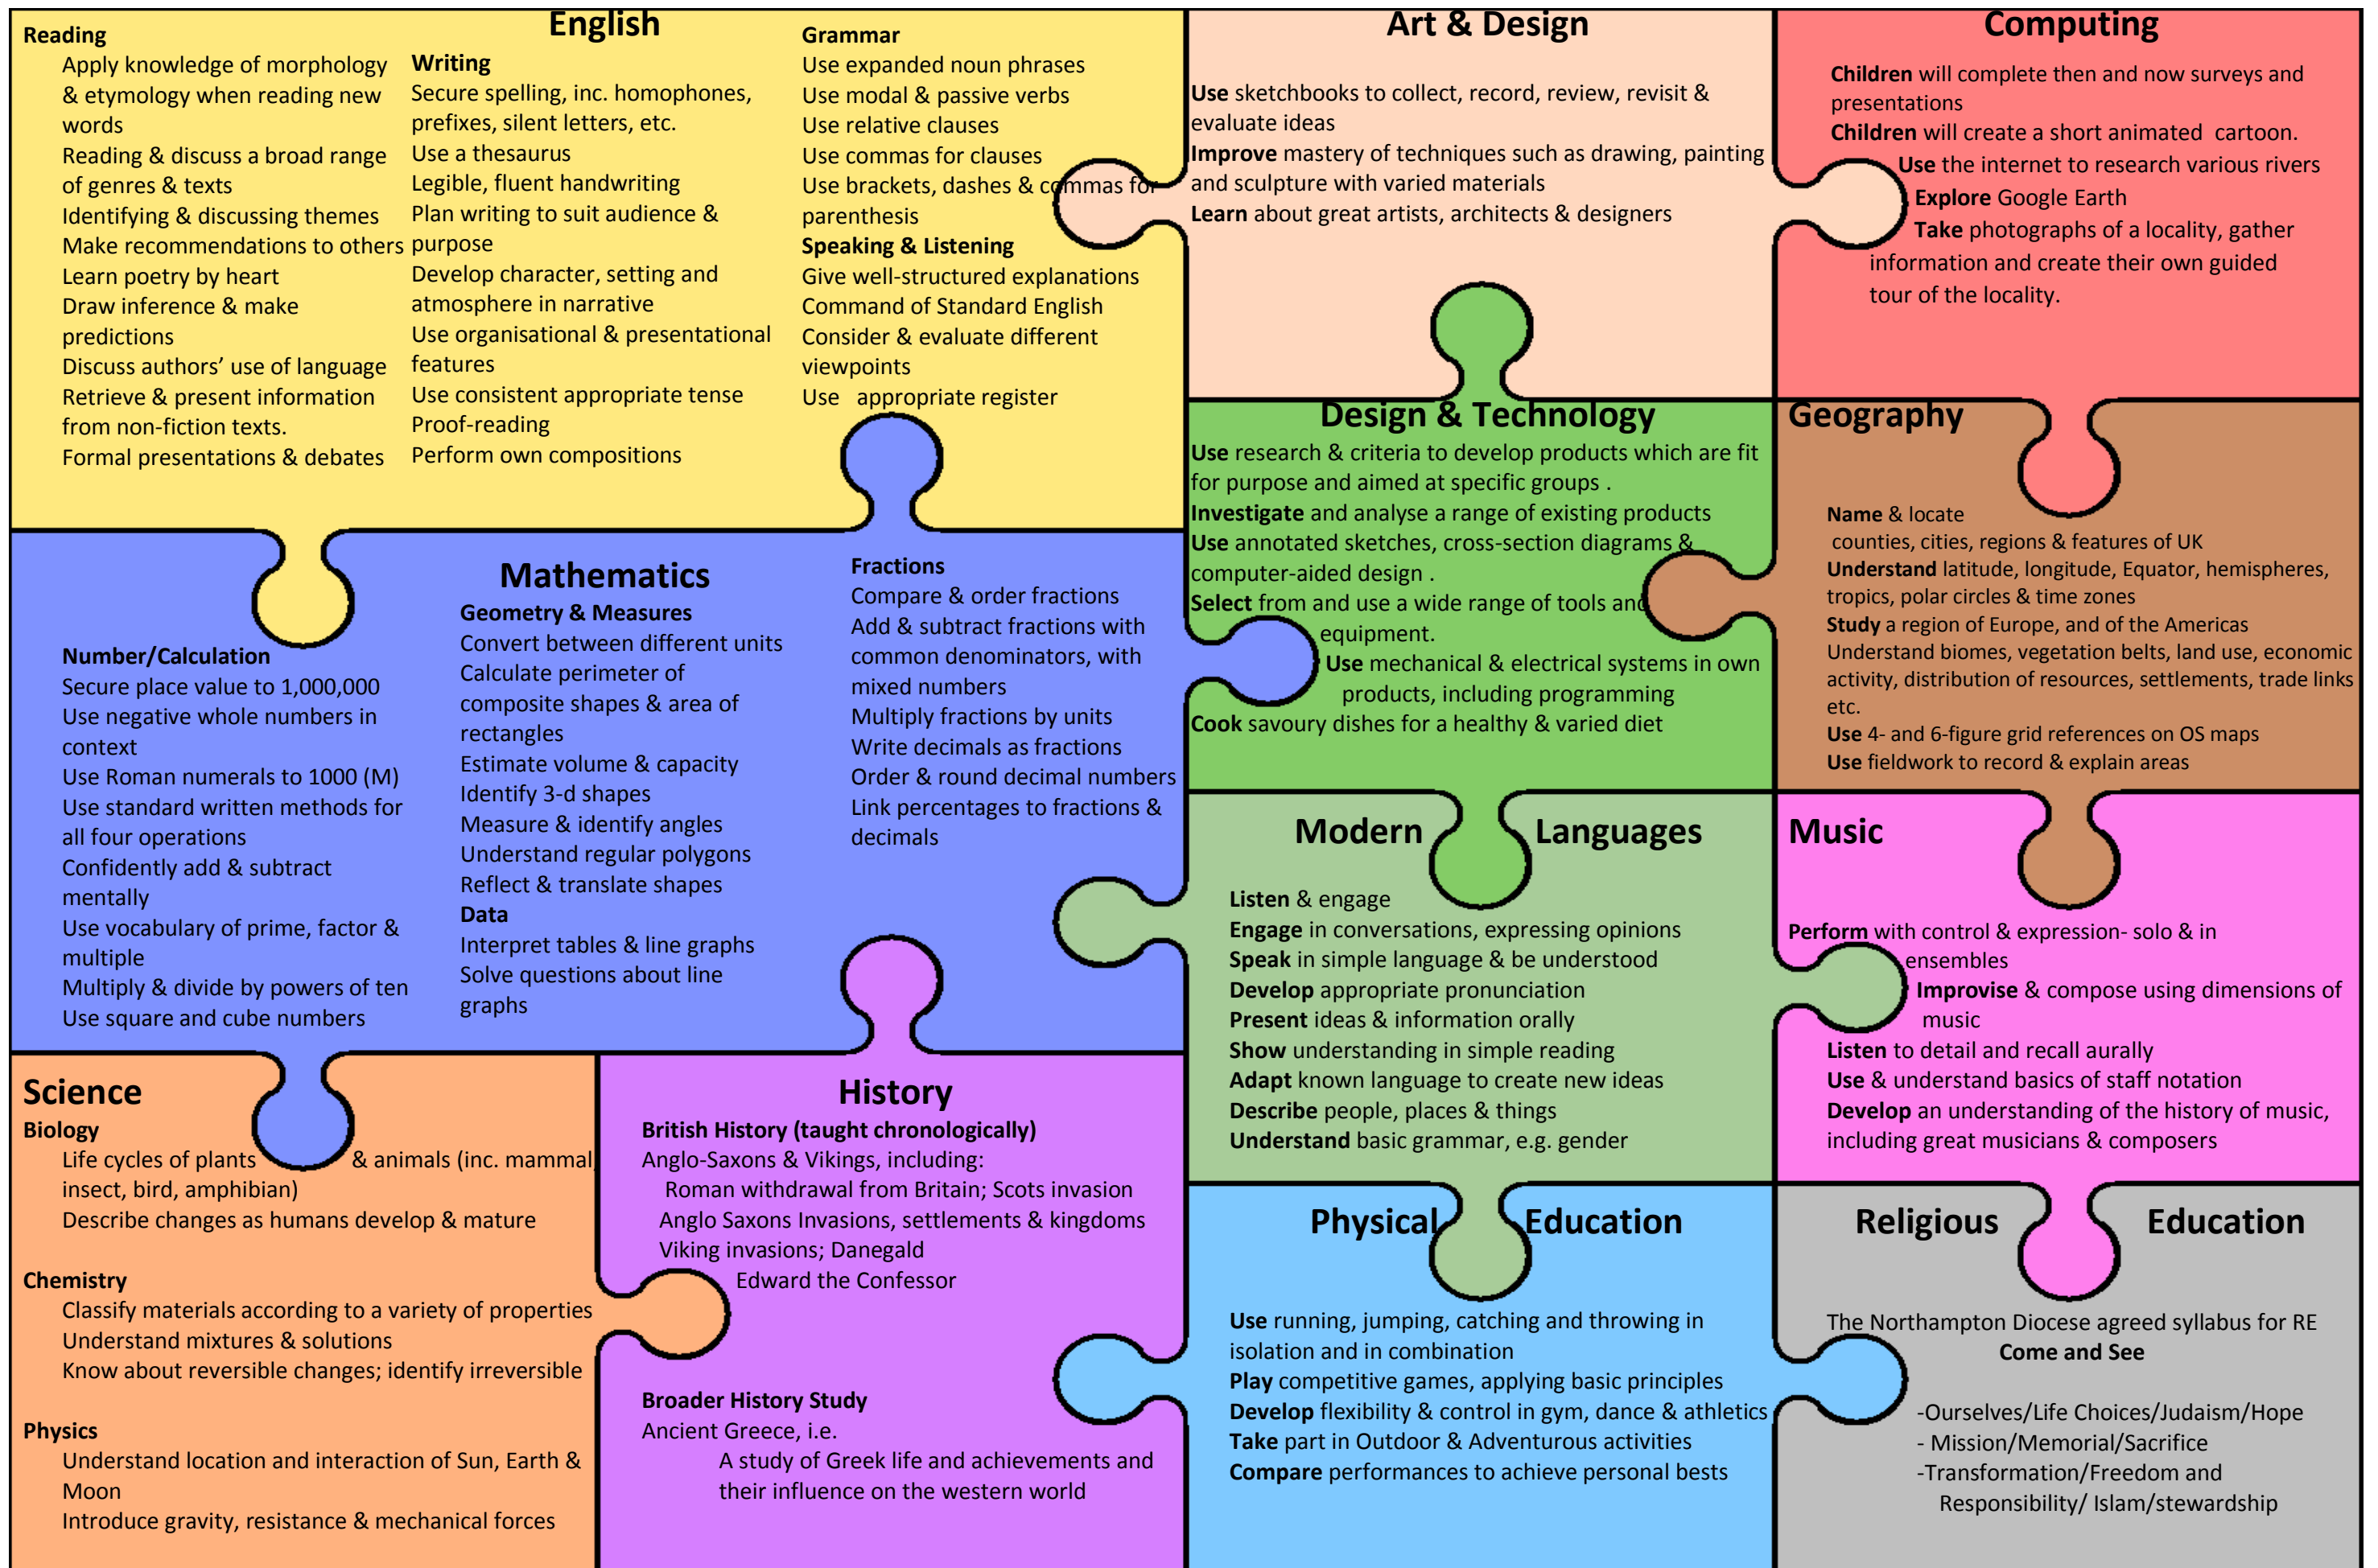 English
Reading
Apply knowledge of morphology
& etymology when reading new
words
Reading & discuss a broad range
of genres & texts
Identifying & discussing themes
Make recommendations to others
Learn poetry by heart
Draw inference & make
predictions
Discuss authors’ use of language
Retrieve & present information
from non-fiction texts.
Formal presentations & debates
Writing
Secure spelling, inc. homophones,
prefixes, silent letters, etc.
Use a thesaurus
Legible, fluent handwriting
Plan writing to suit audience &
purpose
Develop character, setting and
atmosphere in narrative
Use organisational & presentational
features
Use consistent appropriate tense
Proof-reading
Perform own compositions
Grammar
Use expanded noun phrases
Use modal & passive verbs
Use relative clauses
Use commas for clauses
Use brackets, dashes & commas for
parenthesis
Speaking & Listening
Give well-structured explanations
Command of Standard English
Consider & evaluate different
viewpoints
Use appropriate register
Art & Design
Use sketchbooks to collect, record, review, revisit &
evaluate ideas
Improve mastery of techniques such as drawing, painting
and sculpture with varied materials
Learn about great artists, architects & designers
Computing
Children will complete then and now surveys and
presentations
Children will create a short animated cartoon.
Use the internet to research various rivers
Explore Google Earth
Take photographs of a locality, gather
information and create their own guided
tour of the locality.
Design & Technology
Use research & criteria to develop products which are fit
for purpose and aimed at specific groups .
Investigate and analyse a range of existing products
Use annotated sketches, cross-section diagrams &
computer-aided design .
Select from and use a wide range of tools and
equipment.
Use mechanical & electrical systems in own
products, including programming
Cook savoury dishes for a healthy & varied diet
Geography
Name & locate
counties, cities, regions & features of UK
Understand latitude, longitude, Equator, hemispheres,
tropics, polar circles & time zones
Study a region of Europe, and of the Americas
Understand biomes, vegetation belts, land use, economic
activity, distribution of resources, settlements, trade links
etc.
Use 4- and 6-figure grid references on OS maps
Use fieldwork to record & explain areas
Mathematics
Number/Calculation
Secure place value to 1,000,000
Use negative whole numbers in
context
Use Roman numerals to 1000 (M)
Use standard written methods for
all four operations
Confidently add & subtract
mentally
Use vocabulary of prime, factor &
multiple
Multiply & divide by powers of ten
Use square and cube numbers
Geometry & Measures
Convert between different units
Calculate perimeter of
composite shapes & area of
rectangles
Estimate volume & capacity
Identify 3-d shapes
Measure & identify angles
Understand regular polygons
Reflect & translate shapes
Data
Interpret tables & line graphs
Solve questions about line
graphs
Fractions
Compare & order fractions
Add & subtract fractions with
common denominators, with
mixed numbers
Multiply fractions by units
Write decimals as fractions
Order & round decimal numbers
Link percentages to fractions &
decimals
Modern Languages
Listen & engage
Engage in conversations, expressing opinions
Speak in simple language & be understood
Develop appropriate pronunciation
Present ideas & information orally
Show understanding in simple reading
Adapt known language to create new ideas
Describe people, places & things
Understand basic grammar, e.g. gender
Music
Perform with control & expression- solo & in
ensembles
Improvise & compose using dimensions of
music
Listen to detail and recall aurally
Use & understand basics of staff notation
Develop an understanding of the history of music,
including great musicians & composers
Science
Biology
Life cycles of plants & animals (inc. mammal,
insect, bird, amphibian)
Describe changes as humans develop & mature
Chemistry
Classify materials according to a variety of properties
Understand mixtures & solutions
Know about reversible changes; identify irreversible
Physics
Understand location and interaction of Sun, Earth &
Moon
Introduce gravity, resistance & mechanical forces
History
British History (taught chronologically)
Anglo-Saxons & Vikings, including:
Roman withdrawal from Britain; Scots invasion
Anglo Saxons Invasions, settlements & kingdoms
Viking invasions; Danegald
Edward the Confessor
Broader History Study
Ancient Greece, i.e.
A study of Greek life and achievements and
their influence on the western world
Physical Education
Use running, jumping, catching and throwing in
isolation and in combination
Play competitive games, applying basic principles
Develop flexibility & control in gym, dance & athletics
Take part in Outdoor & Adventurous activities
Compare performances to achieve personal bests
Religious Education
The Northampton Diocese agreed syllabus for RE
Come and See
-Ourselves/Life Choices/Judaism/Hope
- Mission/Memorial/Sacrifice
-Transformation/Freedom and
Responsibility/ Islam/stewardship